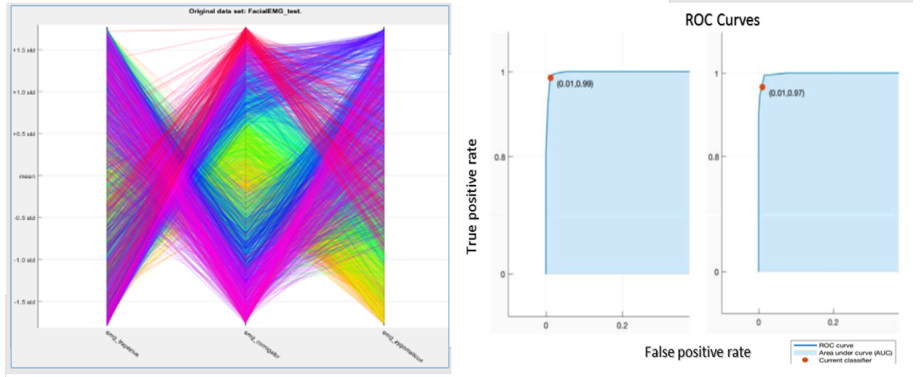 Original data set: FacialEMG_test.
+1.5 std
+1.0 std
+0.5 std
mean
-0.5 std
-1.0 std
-1.5 std
emg_trapezius
emg_corrugator
emg_zygomaticus
ROC Curves
True positive rate
1
0.8
0
0
0.2
(0.01,0.99)
1
0.8
0
0
0.2
(0.01,0.97)
False positive rate
ROC curve
Area under curve (AUC)
Current classifier